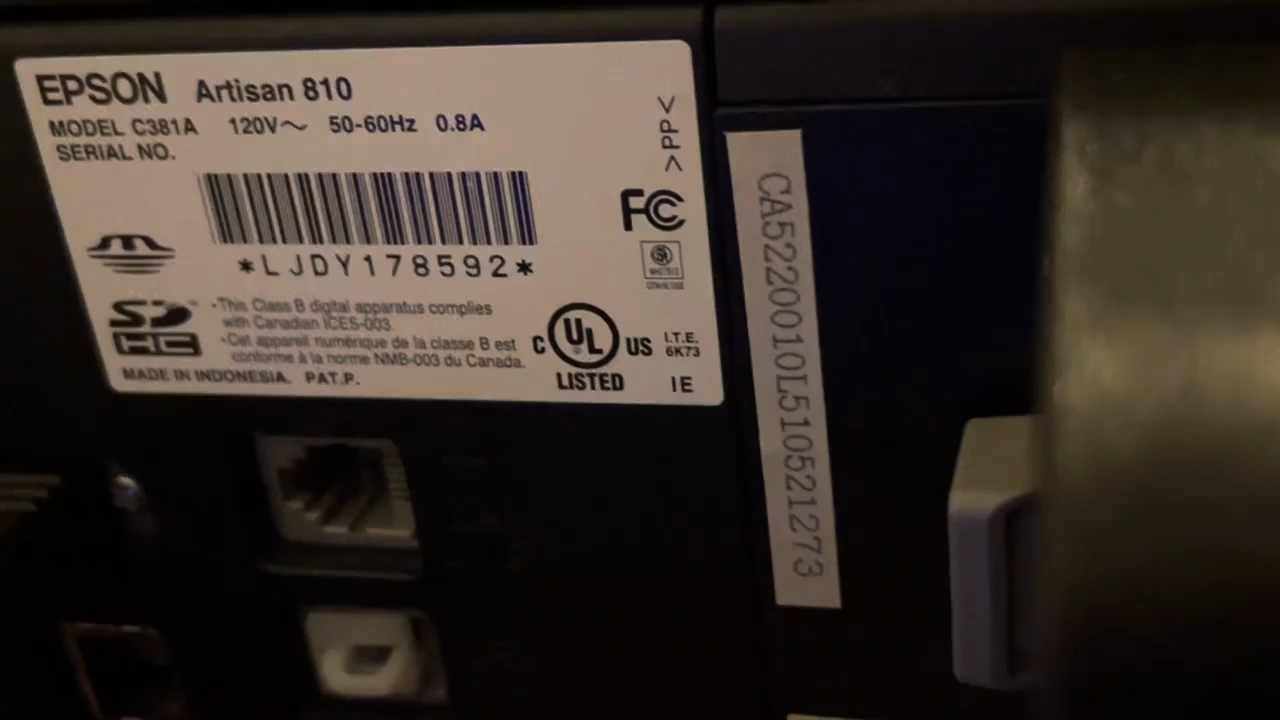 EPSON Artisan 810
MODEL C381A 120V～ 50-60Hz 0.8A
SERIAL NO.
>PP<
*LJDY178592*
FC
SD HC
•This Class B digital apparatus complies
with Canadian ICES-003.
•Cet appareil numérique de la classe B est
conforme à la norme NMB-003 du Canada.
MADE IN INDONESIA. PAT.P.
C UL US
LISTED
I.T.E.
6K73
IE
CA5220010L510521273